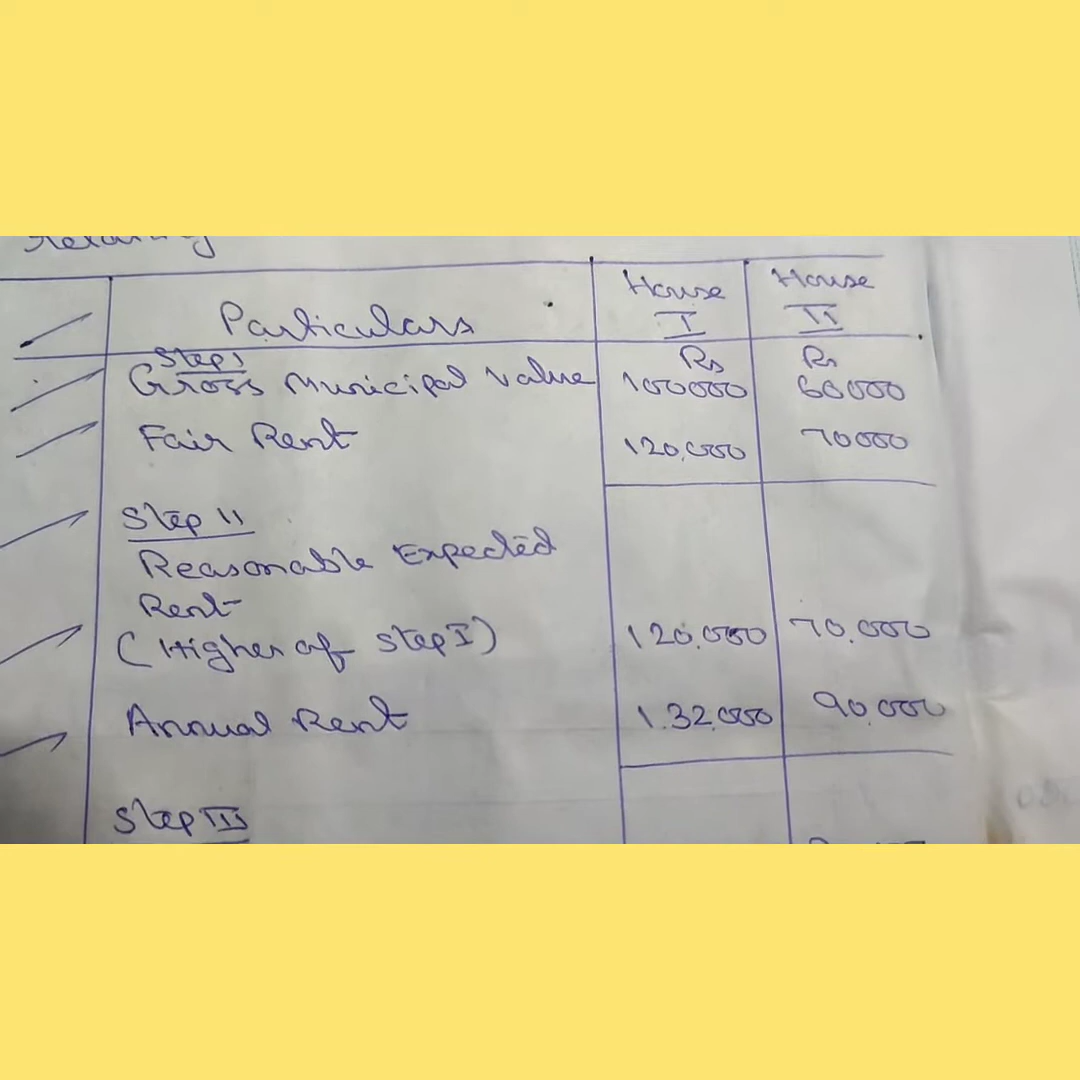 House House
Particulars I II
Step I Rs Rs
Gross Municipal Value 100000 60000
Fair Rent 120,000 70000
Step II
Reasonable Expected
Rent
(Higher of Step I) 120,000 70,000
Annual Rent 1.32,000 90,000
Step III